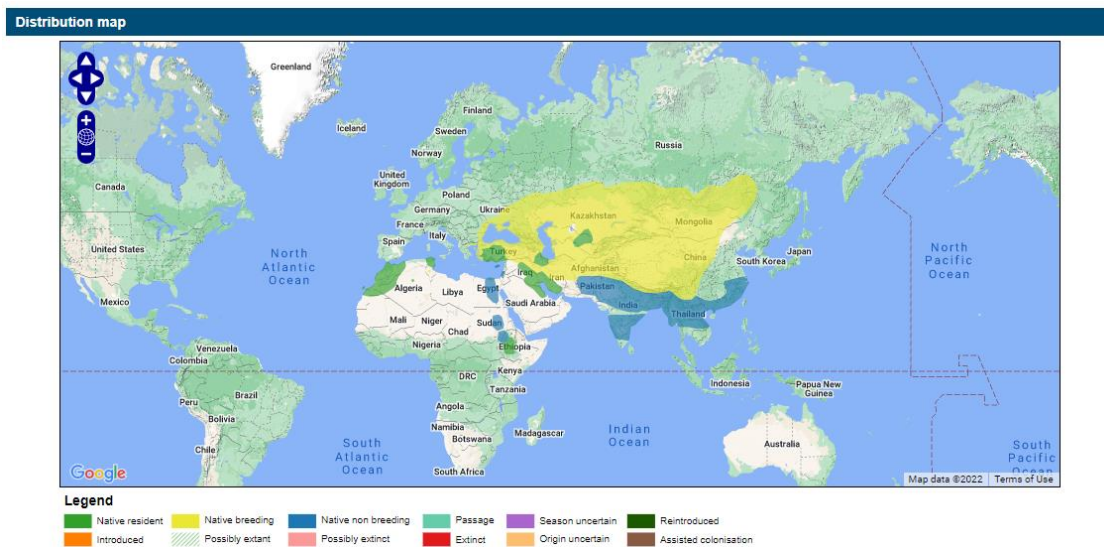 Distribution map
Greenland
Iceland
Finland
Sweden
Norway
Russia
Canada
United
Kingdom
Poland
Germany
Ukraine
Kazakhstan
Mongolia
France
Italy
Spain
Turkey
United States
North
Atlantic
Ocean
China
Japan
South Korea
North
Pacific
Ocean
Afghanistan
Iraq
Iran
Pakistan
Algeria
Libya
Egypt
Saudi Arabia
India
Mexico
Mali
Niger
Chad
Sudan
Thailand
Nigeria
Ethiopia
Venezuela
Colombia
Kenya
DRC
Tanzania
Indonesia
Papua New
Guinea
Brazil
Peru
Bolivia
Angola
Namibia
Botswana
Madagascar
Indian
Ocean
Australia
Chile
South
Atlantic
Ocean
South Africa
South
Pacific
Ocean
Google
Map data ©2022 Terms of Use
Legend
Native resident Native breeding Native non breeding Passage Season uncertain Reintroduced
Introduced Possibly extant Possibly extinct Extinct Origin uncertain Assisted colonisation